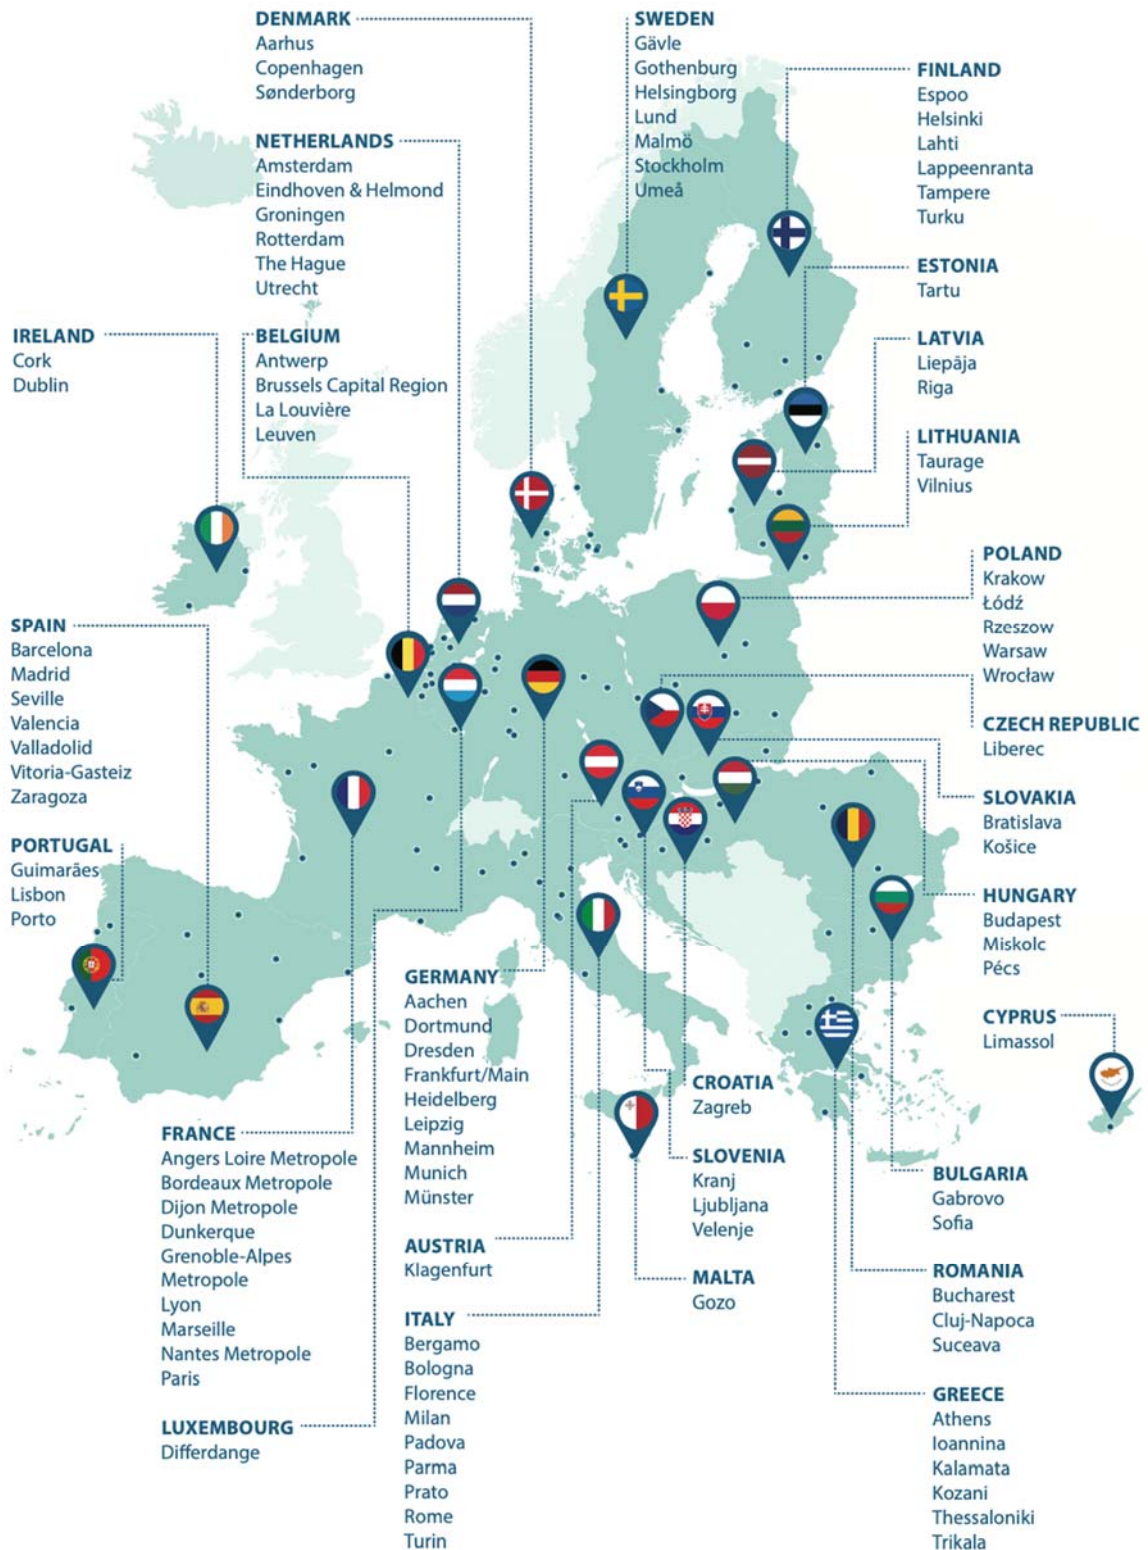 DENMARK
Aarhus
Copenhagen
Sønderborg
SWEDEN
Gävle
Gothenburg
Helsingborg
Lund
Malmö
Stockholm
Umeå
FINLAND
Espoo
Helsinki
Lahti
Lappeenranta
Tampere
Turku
NETHERLANDS
Amsterdam
Eindhoven & Helmond
Groningen
Rotterdam
The Hague
Utrecht
ESTONIA
Tartu
IRELAND
Cork
Dublin
BELGIUM
Antwerp
Brussels Capital Region
La Louvière
Leuven
LATVIA
Liepāja
Riga
LITHUANIA
Taurage
Vilnius
POLAND
Krakow
Łódź
Rzeszow
Warsaw
Wrocław
SPAIN
Barcelona
Madrid
Seville
Valencia
Valladolid
Vitoria-Gasteiz
Zaragoza
CZECH REPUBLIC
Liberec
SLOVAKIA
Bratislava
Košice
PORTUGAL
Guimarães
Lisbon
Porto
HUNGARY
Budapest
Miskolc
Pécs
GERMANY
Aachen
Dortmund
Dresden
Frankfurt/Main
Heidelberg
Leipzig
Mannheim
Munich
Münster
CYPRUS
Limassol
CROATIA
Zagreb
FRANCE
Angers Loire Metropole
Bordeaux Metropole
Dijon Metropole
Dunkerque
Grenoble-Alpes
Metropole
Lyon
Marseille
Nantes Metropole
Paris
SLOVENIA
Kranj
Ljubljana
Velenje
BULGARIA
Gabrovo
Sofia
AUSTRIA
Klagenfurt
MALTA
Gozo
ROMANIA
Bucharest
Cluj-Napoca
Suceava
ITALY
Bergamo
Bologna
Florence
Milan
Padova
Parma
Prato
Rome
Turin
LUXEMBOURG
Differdange
GREECE
Athens
Ioannina
Kalamata
Kozani
Thessaloniki
Trikala